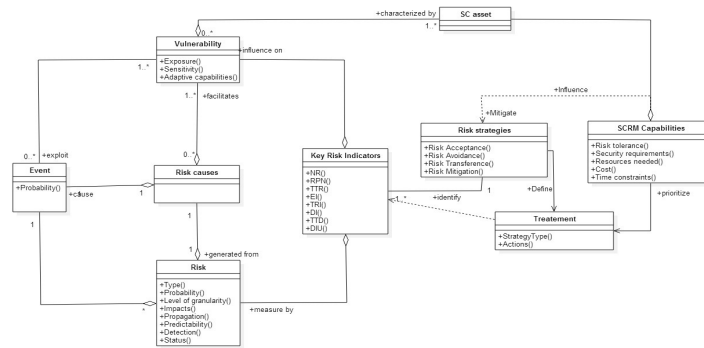 +characterized by
SC asset
1..*
0..*
Vulnerability
+Exposure()
+Sensitivity()
+Adaptive capabilities()
+influence on
1..*
1..*
+facilitates
+Influence
+Mitigate
Risk strategies
+Risk Acceptance()
+Risk Avoidance()
+Risk Transference()
+Risk Mitigation()
SCRM Capabilities
+Risk tolerance()
+Security requirements()
+Resources needed()
+Cost()
+Time constraints()
0..*
+exploit
0..*
Event
+Probability()
+cause
1
1
Risk causes
Key Risk Indicators
+NR()
+RPN()
+TTR()
+EI()
+TRI()
+DI()
+TTD()
+DIU()
1
+identify
1..*
+Define
+prioritize
Treatement
+StrategyType()
+Actions()
1
1
+generated from
Risk
+Type()
+Probability()
+Level of granularity()
+Impacts()
+Propagation()
+Predictability()
+Detection()
+Status()
*
+measure by